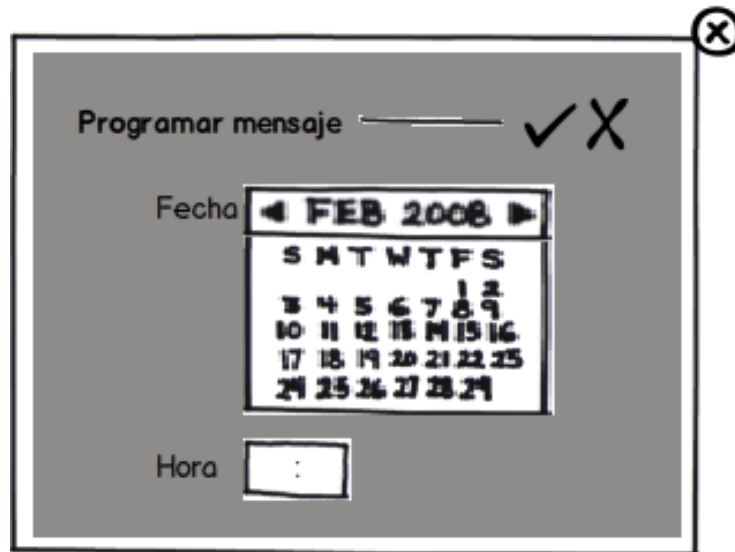 Programar mensaje
Fecha
FEB 2008
S M T W T F S
1 2
3 4 5 6 7 8 9
10 11 12 13 14 15 16
17 18 19 20 21 22 23
24 25 26 27 28 29
Hora
: